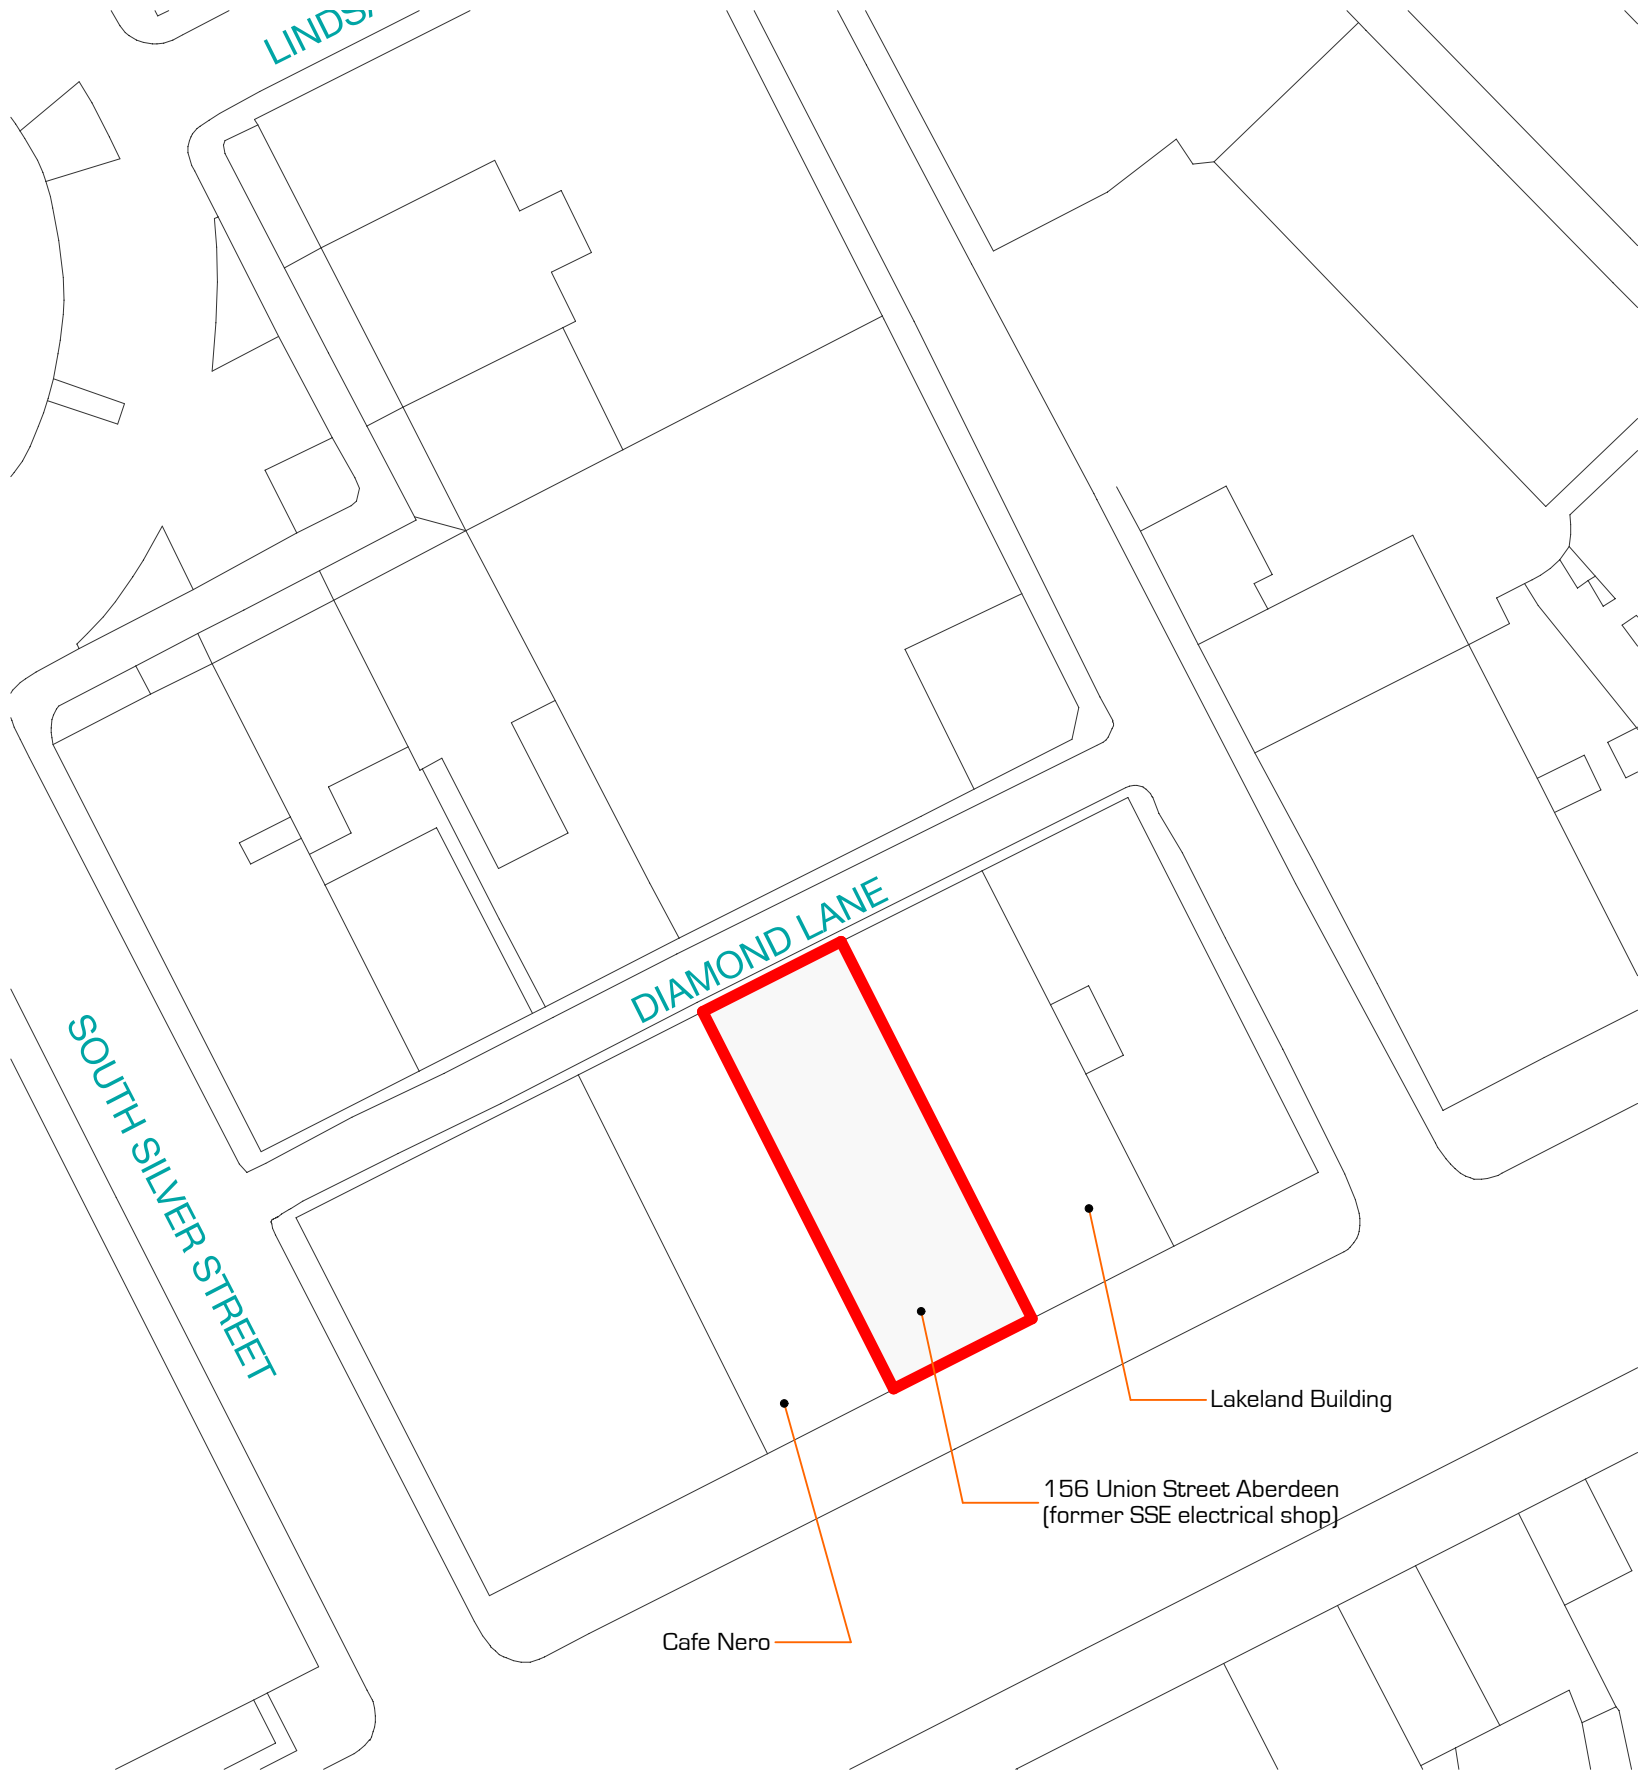 DIAMOND LANE
SOUTH SILVER STREET
Lakeland Building
156 Union Street Aberdeen
(former SSE electrical shop)
Cafe Nero